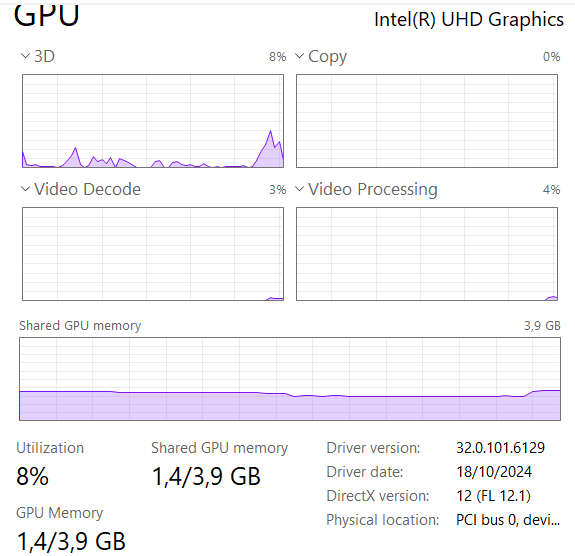 GPU
Intel(R) UHD Graphics
3D 8%
Copy 0%
Video Decode 3%
Video Processing 4%
Shared GPU memory 3,9 GB
Utilization
8%
Shared GPU memory
1,4/3,9 GB
GPU Memory
1,4/3,9 GB
Driver version: 32.0.101.6129
Driver date: 18/10/2024
DirectX version: 12 (FL 12.1)
Physical location: PCI bus 0, devi...